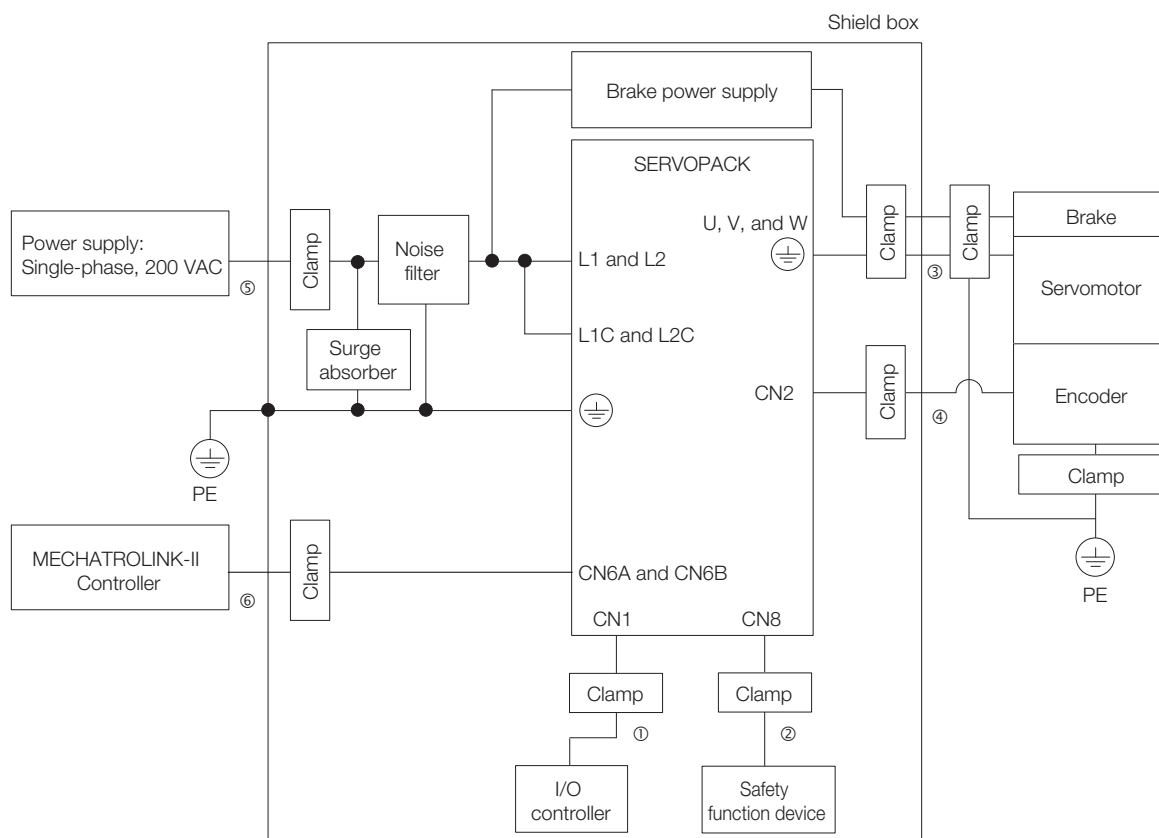 Shield box
Brake power supply
SERVOPACK
U, V, and W
Clamp
Clamp
Brake
Power supply:
Single-phase, 200 VAC
⑤
Clamp
Noise
filter
L1 and L2
③
Servomotor
L1C and L2C
Surge
absorber
CN2
Clamp
④
Encoder
PE
Clamp
MECHATROLINK-II
Controller
⑥
Clamp
CN6A and CN6B
PE
CN1
CN8
Clamp
Clamp
①
②
I/O
controller
Safety
function device